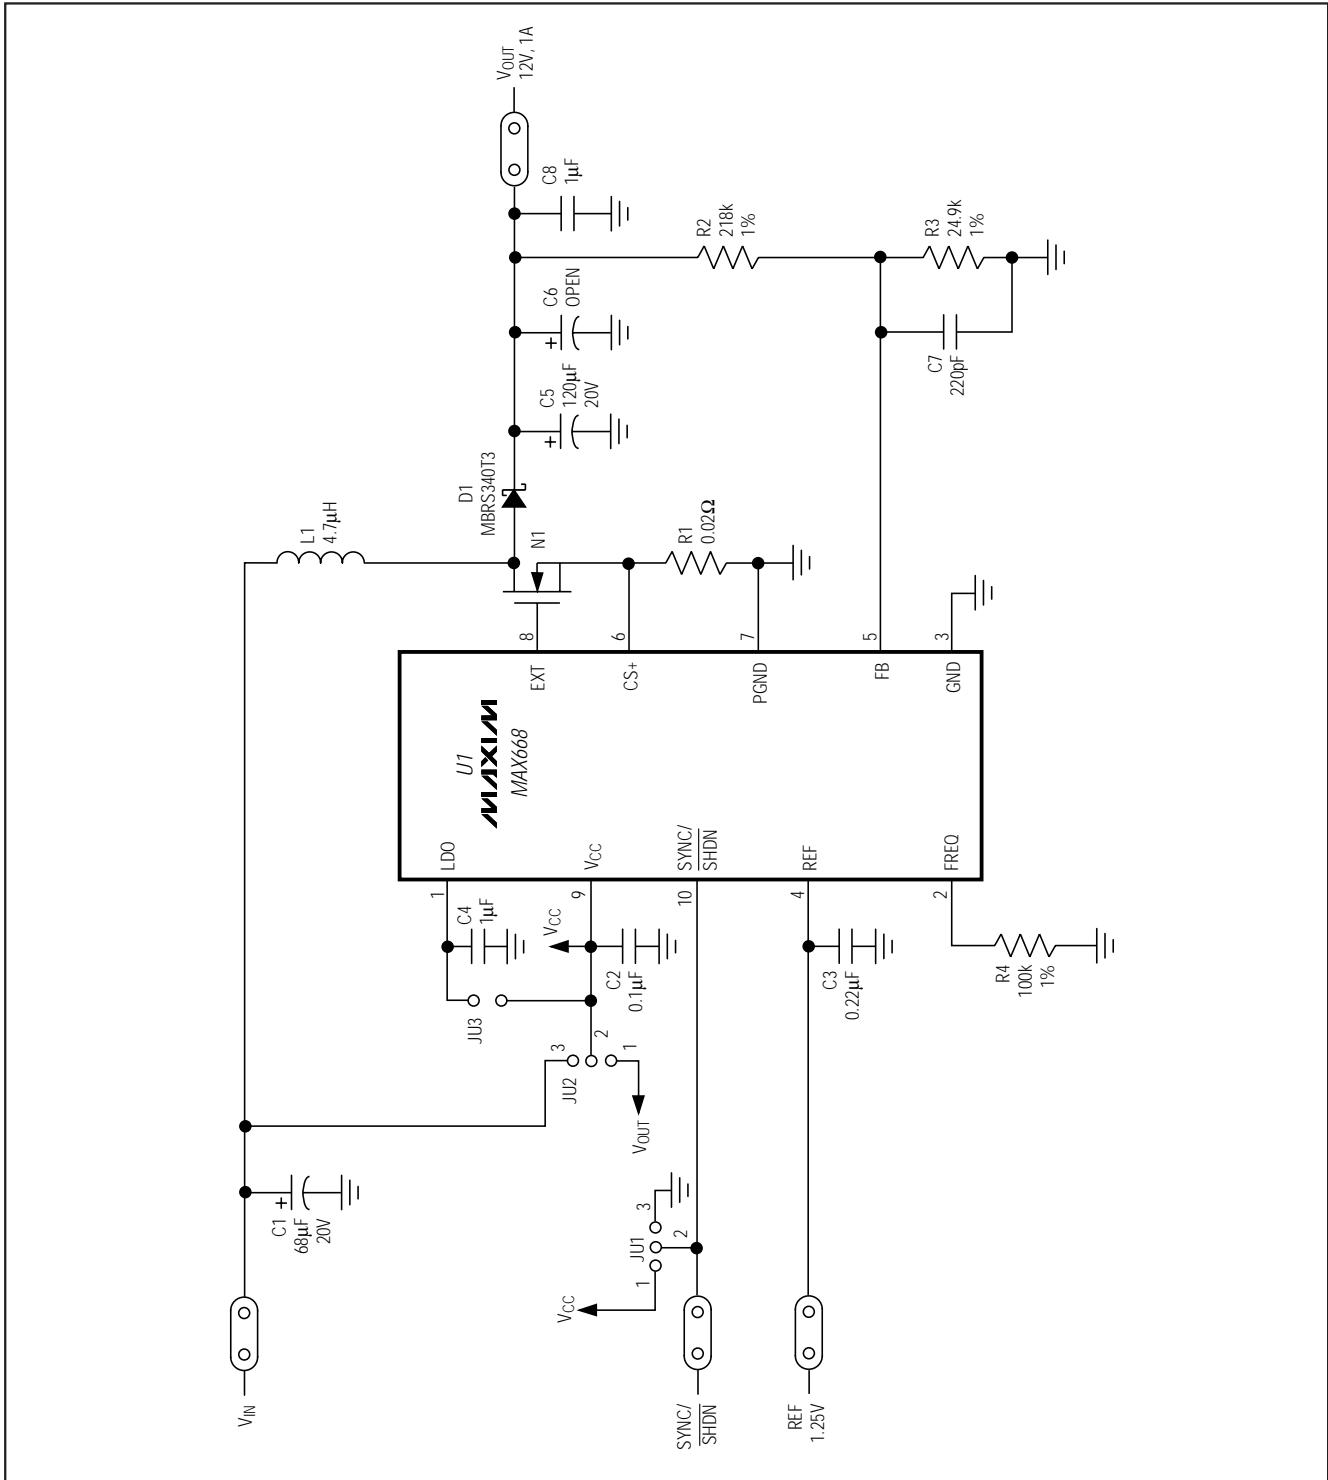 VIN
C1
68µF
20V
L1
4.7µH
D1
MBRS340T3
N1
+
C5
120µF
20V
+
C6
OPEN
C8
1µF
VOUT
12V, 1A
+
JU3
C4
1µF
1
LDO
U1
MAXIM
MAX668
EXT
8
JU2
3
2
1
VOUT
VCC
C2
0.1µF
9
VCC
CS+
6
R1
0.02Ω
R2
218k
1%
VCC
1
JU1
2
3
SYNC/
SHDN
10
SYNC/
SHDN
PGND
7
REF
1.25V
C3
0.22µF
4
REF
FB
5
C7
220pF
R3
24.9k
1%
R4
100k
1%
2
FREQ
GND
3